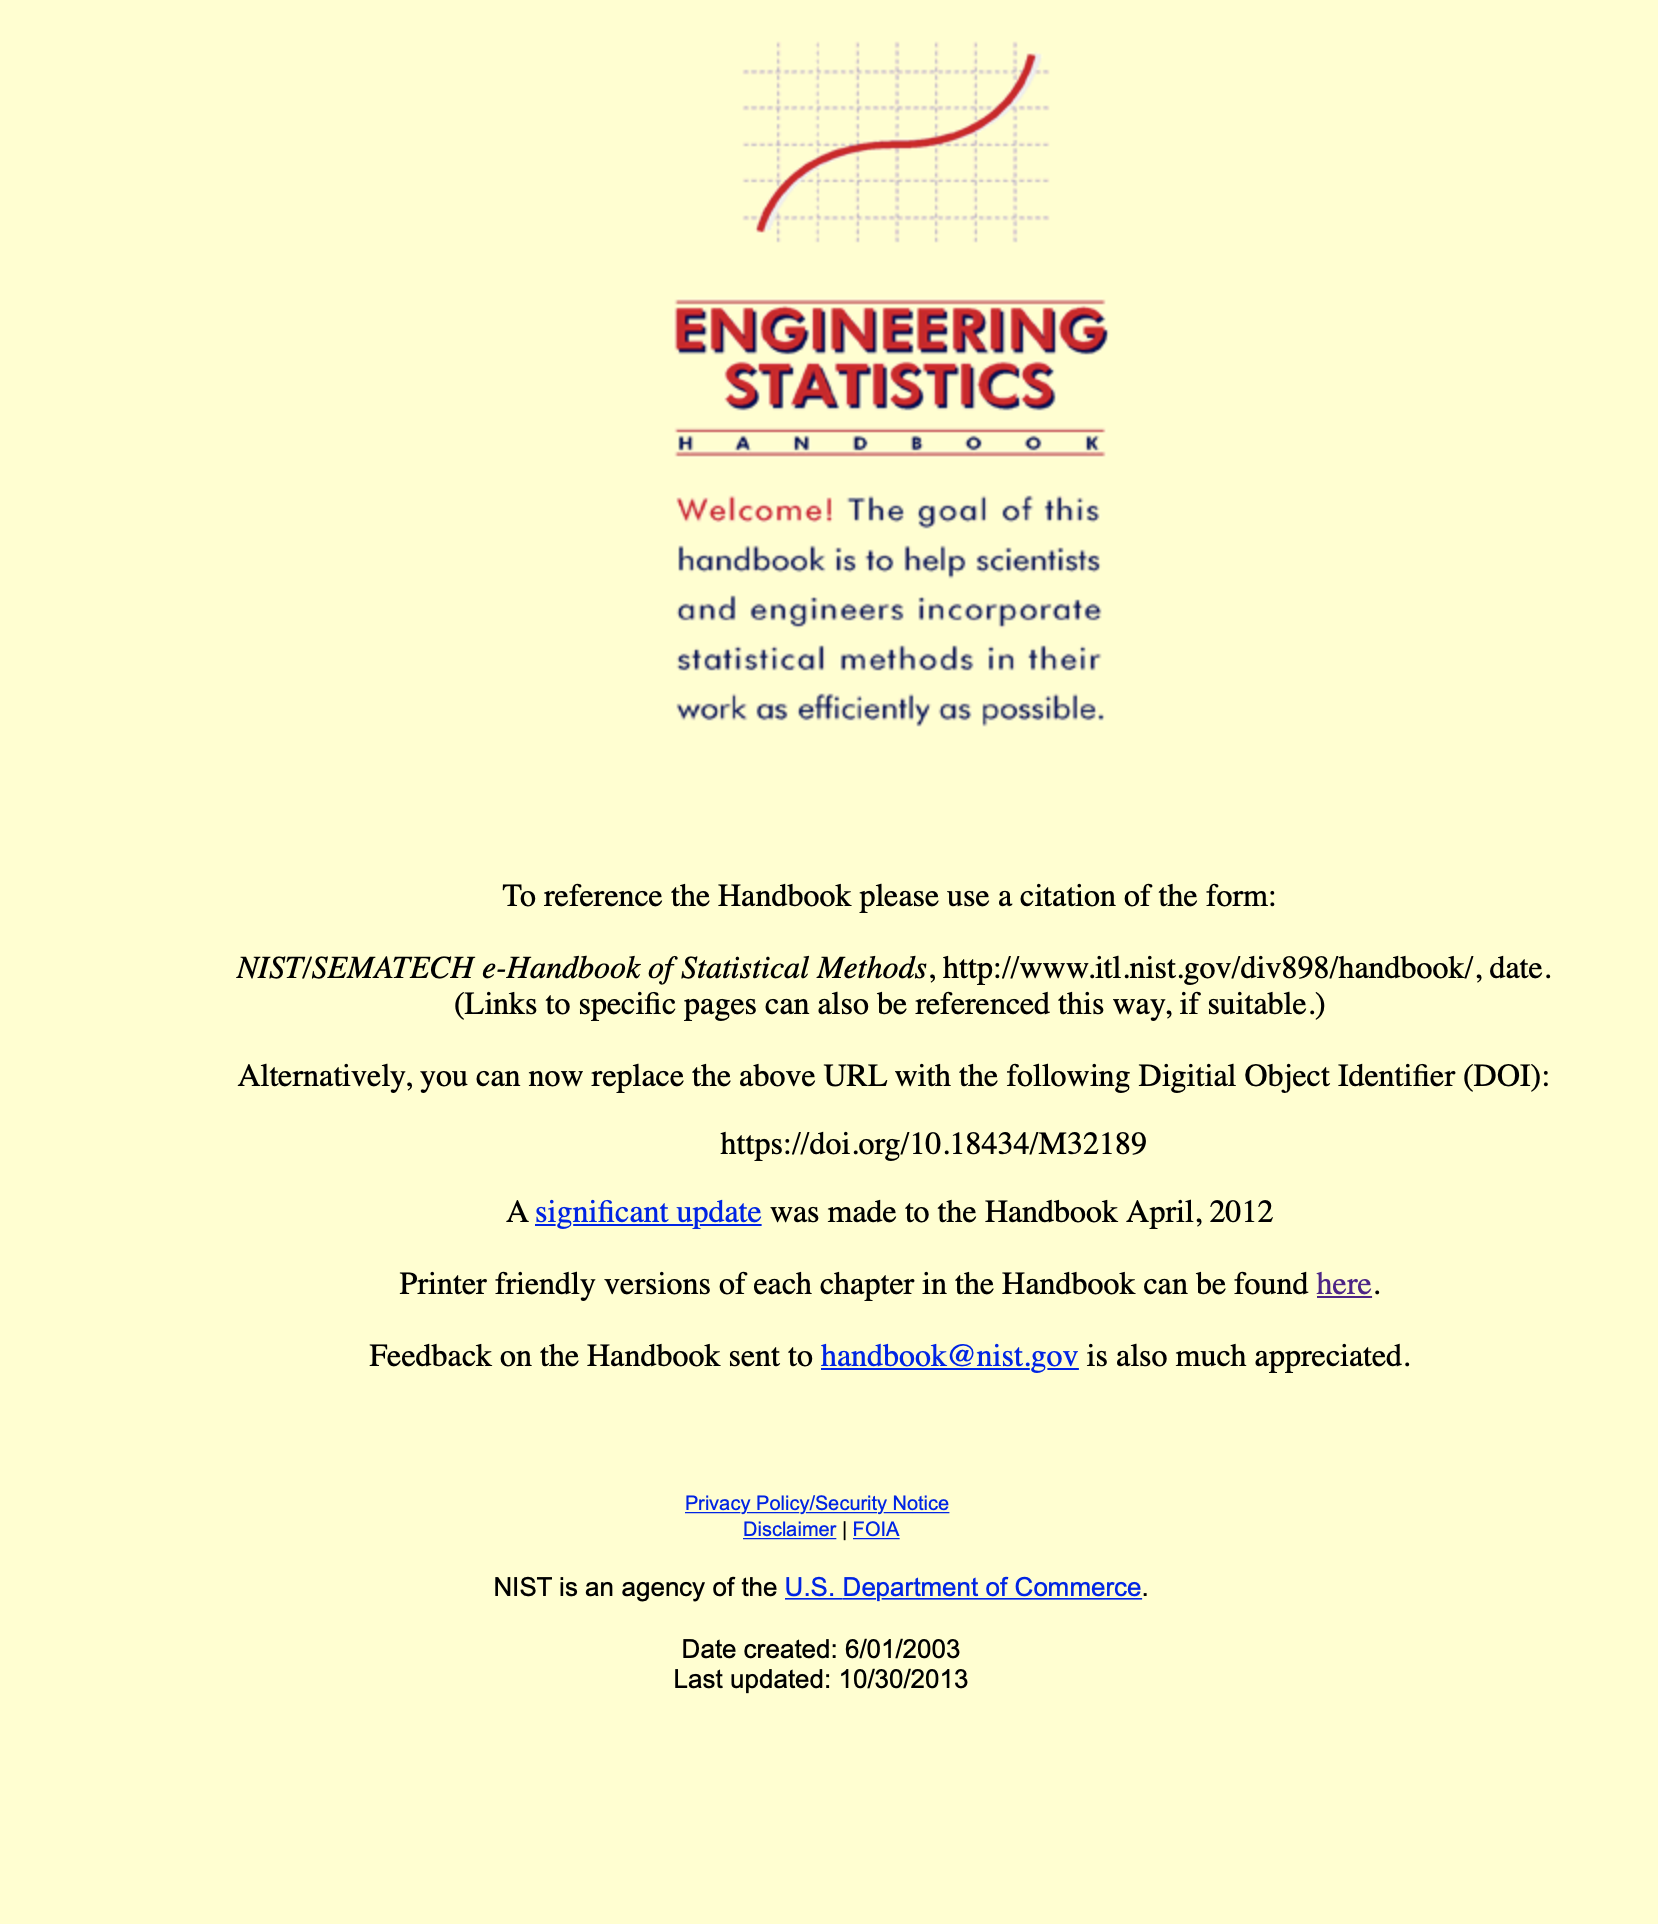 ENGINEERING
STATISTICS
HANDBOOK
Welcome! The goal of this
handbook is to help scientists
and engineers incorporate
statistical methods in their
work as efficiently as possible.
To reference the Handbook please use a citation of the form:
NIST/SEMATECH e-Handbook of Statistical Methods, http://www.itl.nist.gov/div898/handbook/, date.
(Links to specific pages can also be referenced this way, if suitable.)
Alternatively, you can now replace the above URL with the following Digitial Object Identifier (DOI):
https://doi.org/10.18434/M32189
A significant update was made to the Handbook April, 2012
Printer friendly versions of each chapter in the Handbook can be found here.
Feedback on the Handbook sent to handbook@nist.gov is also much appreciated.
Privacy Policy/Security Notice
Disclaimer | FOIA
NIST is an agency of the U.S. Department of Commerce.
Date created: 6/01/2003
Last updated: 10/30/2013